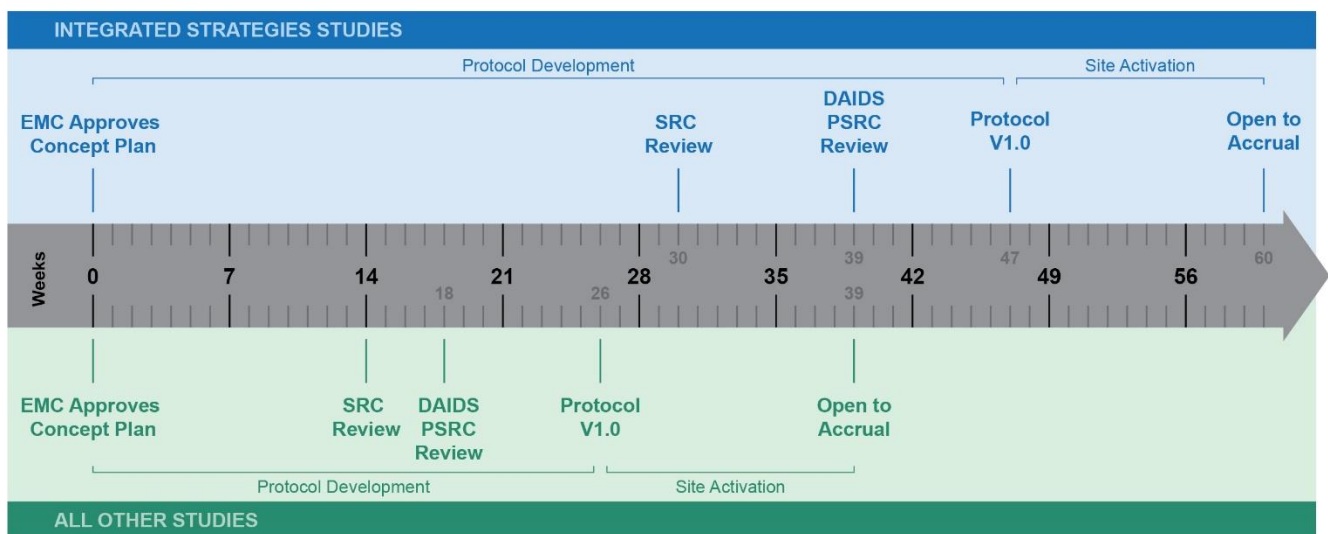 INTEGRATED STRATEGIES STUDIES
Protocol Development
Site Activation
EMC Approves
Concept Plan
SRC
Review
DAIDS
PSRC
Review
Protocol
V1.0
Open to
Accrual
30
39
47
60
Weeks
0
7
14
21
28
35
42
49
56
18
26
39
EMC Approves
Concept Plan
SRC
Review
DAIDS
PSRC
Review
Protocol
V1.0
Open to
Accrual
Protocol Development
Site Activation
ALL OTHER STUDIES